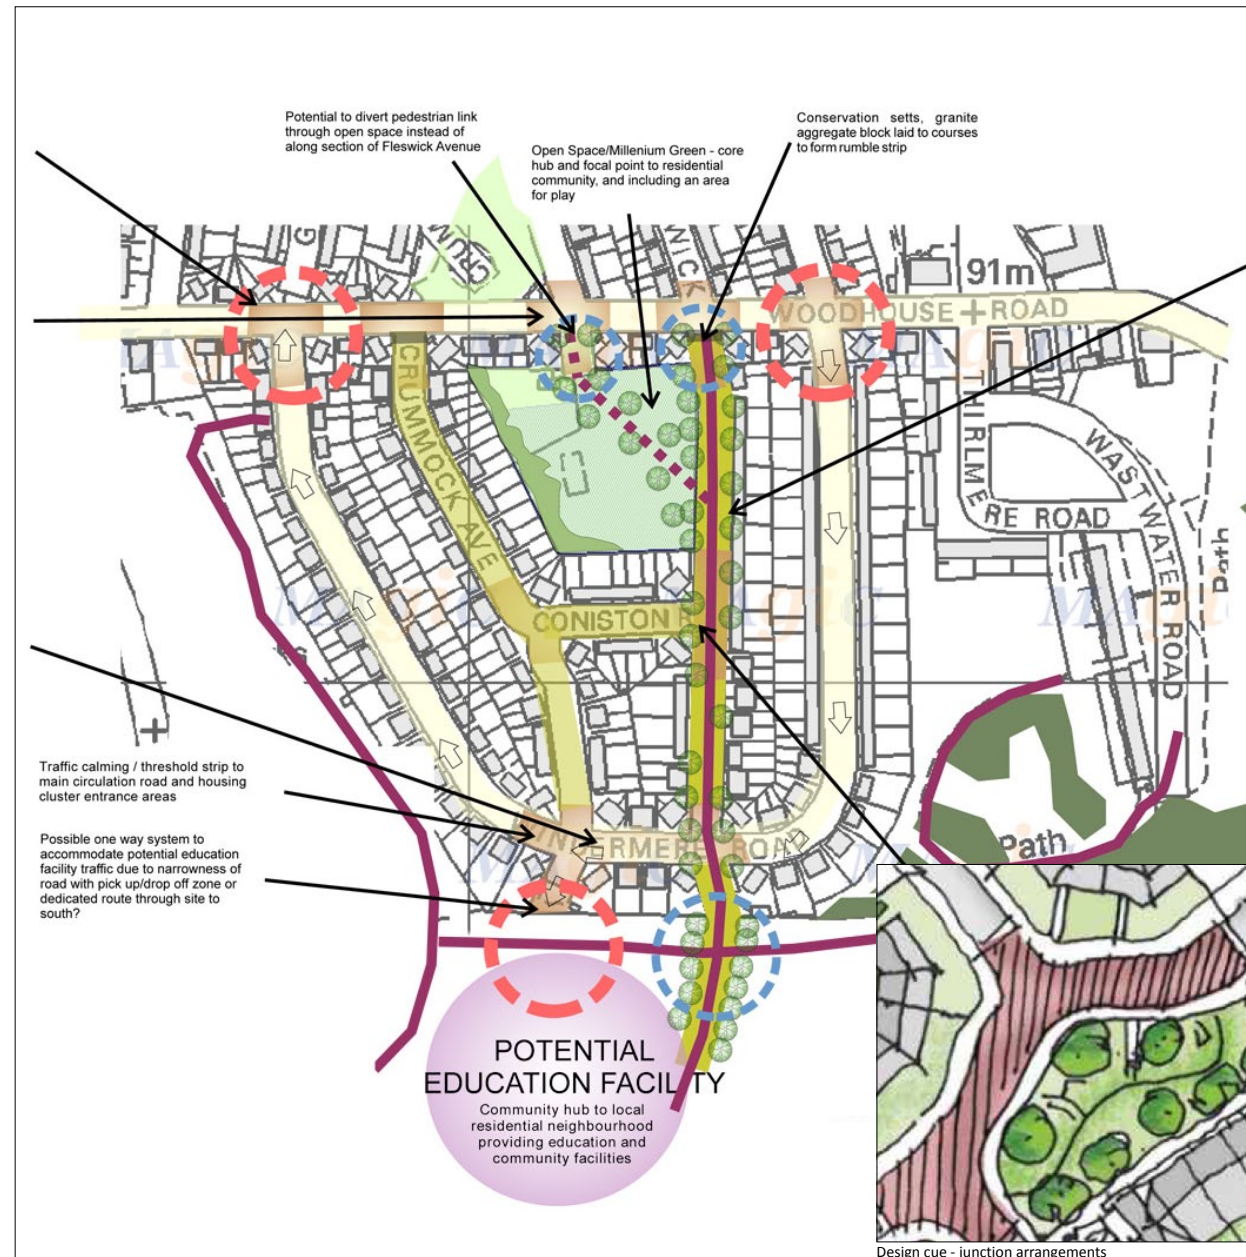 Potential to divert pedestrian link
through open space instead of
along section of Fleswick Avenue
Open Space/Millenium Green - core
hub and focal point to residential
community, and including an area
for play
Conservation setts, granite
aggregate block laid to courses
to form rumble strip
91m
WOODHOUSE ROAD
CRUMMOCK AVE
THIRLMERE ROAD
WASTWATER ROAD
Path
CONISTON
Traffic calming / threshold strip to
main circulation road and housing
cluster entrance areas
Possible one way system to
accommodate potential education
facility traffic due to narrowness of
road with pick up/drop off zone or
dedicated route through site to
south?
ROAD
Path
POTENTIAL
EDUCATION FACILITY
Community hub to local
residential neighbourhood
providing education and
community facilities
Design cue - junction arrangements